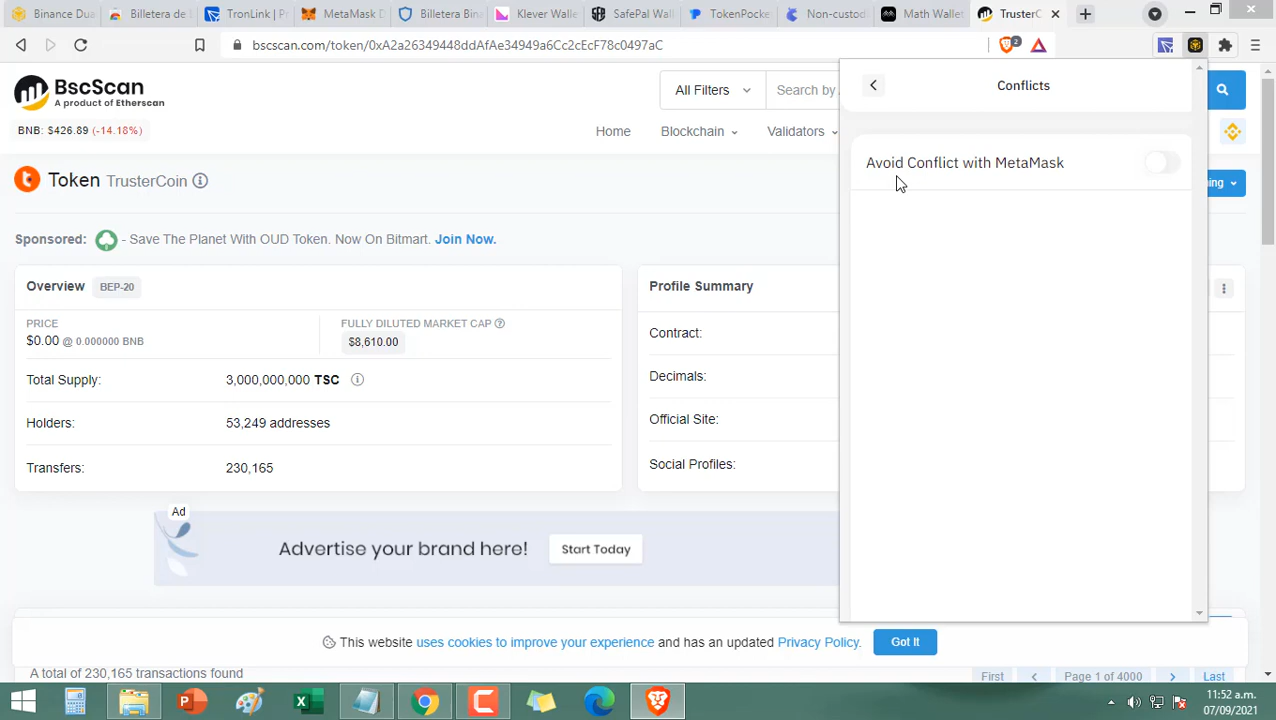 Binance Du
Billetera de
TronLink | P
MetaMask D
Billetera Bin
Klever Walle
SafePal Wall
TokenPocke
Non-custod
Math Wallet
TrusterC
bscscan.com/token/
2
BscScan
A product of Etherscan
All Filters
Search by
BNB: $426.89 (-14.18%)
Home
Blockchain
Validators
Token TrusterCoin
ing
Sponsored:
- Save The Planet With OUD Token. Now On Bitmart. Join Now.
Overview
BEP-20
Profile Summary
PRICE
$0.00 @ 0.000000 BNB
FULLY DILUTED MARKET CAP
$8,610.00
Contract:
Total Supply:
3,000,000,000 TSC
Decimals:
Holders:
53,249 addresses
Official Site:
Transfers:
230,165
Social Profiles:
Ad
Advertise your brand here!
Start Today
This website uses cookies to improve your experience and has an updated Privacy Policy.
Got It
A total of 230,165 transactions found
First
Page 1 of 4000
Last
Conflicts
Avoid Conflict with MetaMask
11:52 a.m.
07/09/2021